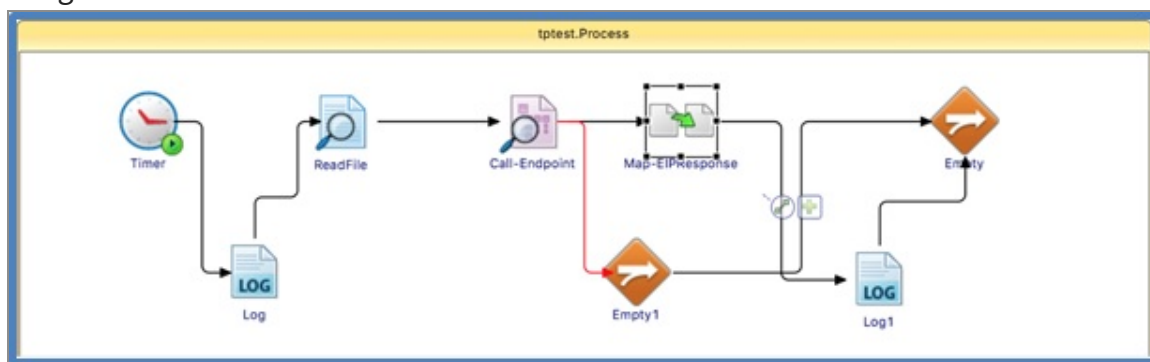 tptest.Process
Timer
ReadFile
Call-Endpoint
Map-EIPResponse
Empty
LOG
Log
Empty1
LOG
Log1